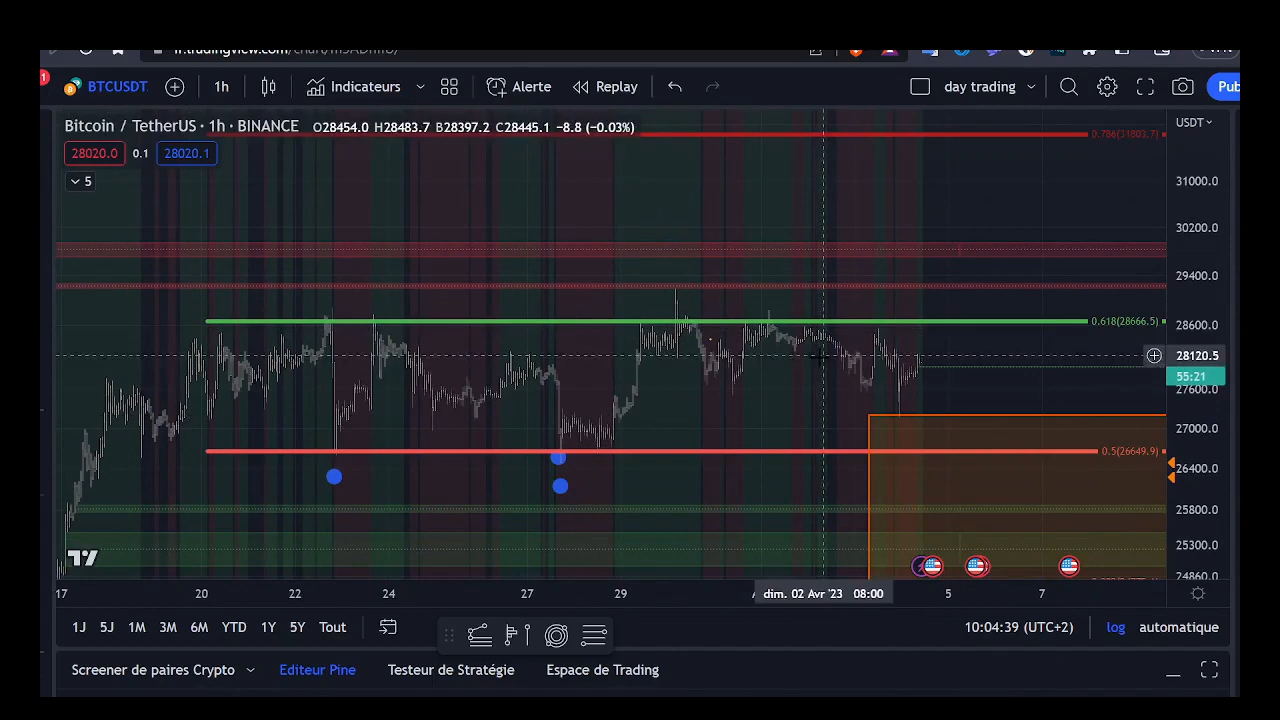 1
BTCUSDT
1h
Indicateurs
Alerte
Replay
day trading
Pub
Bitcoin / TetherUS · 1h · BINANCE O28454.0 H28483.7 B28397.2 C28445.1 −8.8 (−0.03%)
USDT
28020.0 0.1 28020.1
5
0.786(31803.7)
31000.0
30200.0
29400.0
28600.0
0.618(28666.5)
28120.5
55:21
27600.0
27000.0
0.5(26649.9)
26400.0
25800.0
25300.0
24860.0
17 20 22 24 27 29 dim. 02 Avr '23 08:00 5 7
1J 5J 1M 3M 6M YTD 1Y 5Y Tout
10:04:39 (UTC+2) log automatique
Screener de paires Crypto Editeur Pine Testeur de Stratégie Espace de Trading